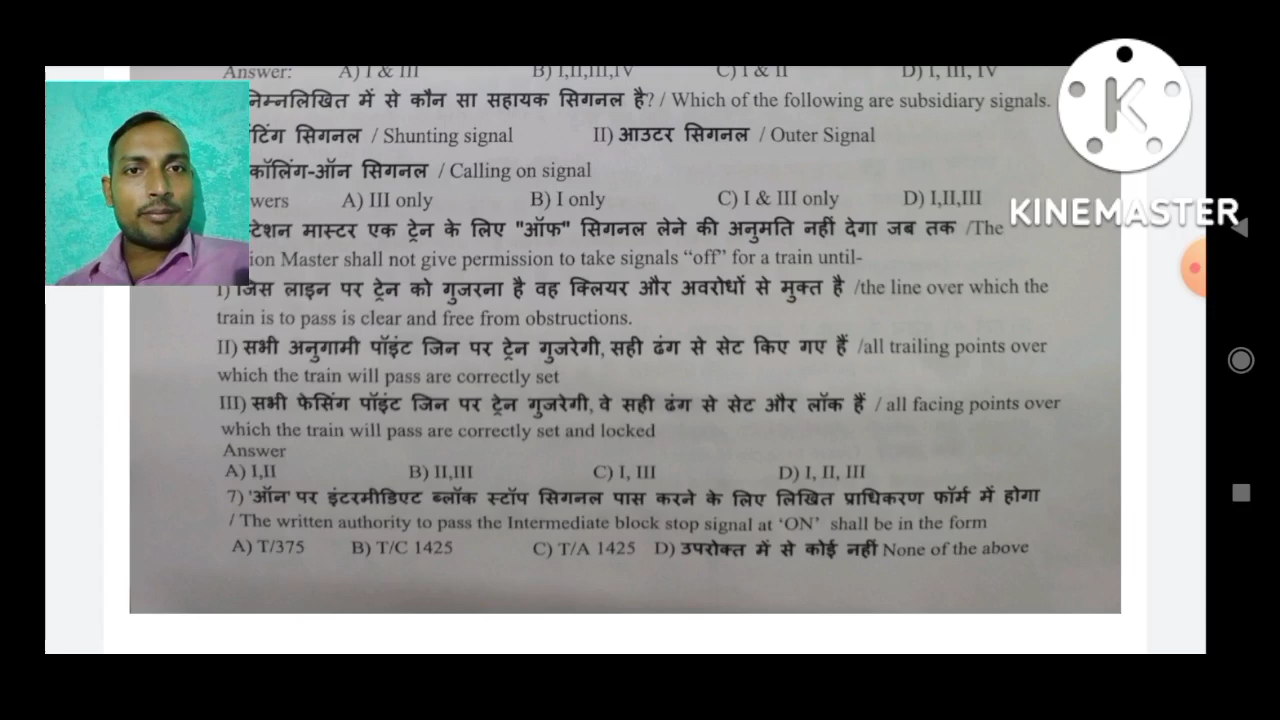 Answer: A) I & III B) I,II,III,IV C) I & II D) I, III, IV
निम्नलिखित में से कौन सा सहायक सिगनल है? / Which of the following are subsidiary signals.
टिंग सिगनल / Shunting signal II) आउटर सिगनल / Outer Signal
कॉलिंग-ऑन सिगनल / Calling on signal
wers A) III only B) I only C) I & III only D) I,II,III
टेशन मास्टर एक ट्रेन के लिए "ऑफ" सिगनल लेने की अनुमति नहीं देगा जब तक /The
ion Master shall not give permission to take signals “off” for a train until-
I) जिस लाइन पर ट्रेन को गुजरना है वह क्लियर और अवरोधों से मुक्त है /the line over which the
train is to pass is clear and free from obstructions.
II) सभी अनुगामी पॉइंट जिन पर ट्रेन गुजरेगी, सही ढंग से सेट किए गए हैं /all trailing points over
which the train will pass are correctly set
III) सभी फेसिंग पॉइंट जिन पर ट्रेन गुजरेगी, वे सही ढंग से सेट और लॉक हैं / all facing points over
which the train will pass are correctly set and locked
Answer
A) I,II B) II,III C) I, III D) I, II, III
7) 'ऑन' पर इंटरमीडिएट ब्लॉक स्टॉप सिगनल पास करने के लिए लिखित प्राधिकरण फॉर्म में होगा
/ The written authority to pass the Intermediate block stop signal at ‘ON’ shall be in the form
A) T/375 B) T/C 1425 C) T/A 1425 D) उपरोक्त में से कोई नहीं None of the above
K
KINEMASTER